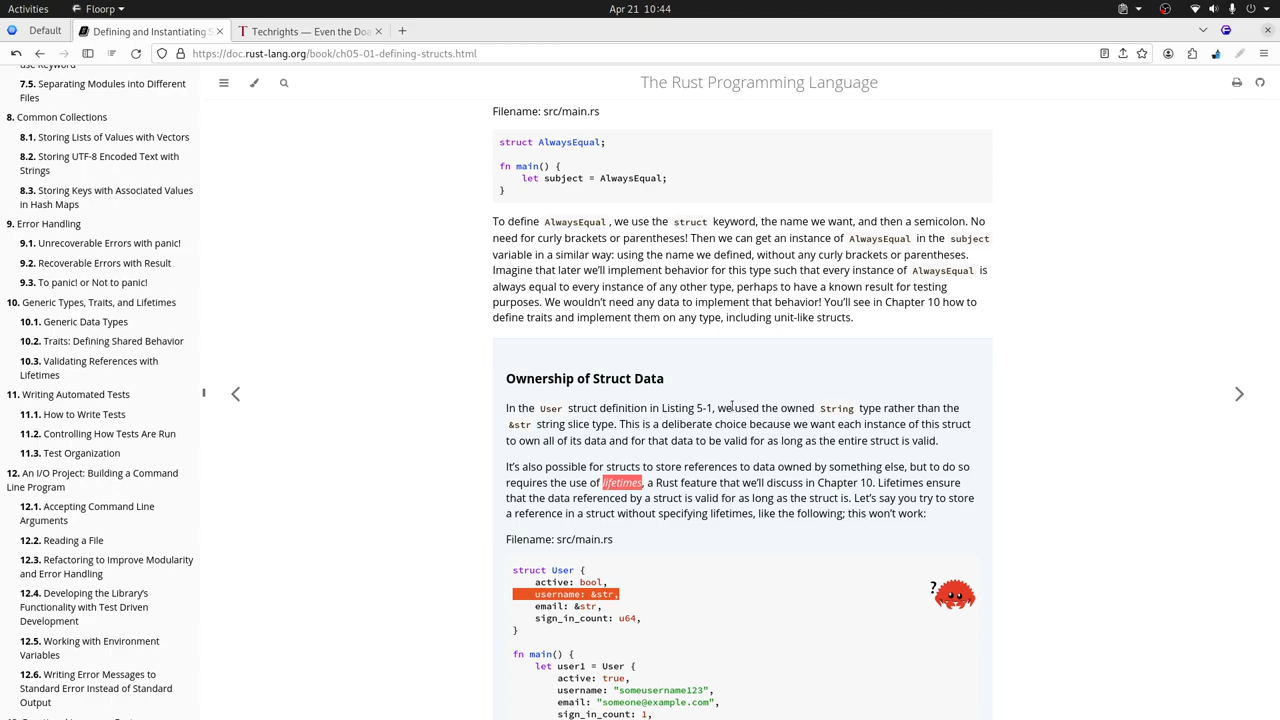 Activities
Floorp
Apr 21 10:44
Default
Defining and Instantiating S
Techrights — Even the Doa
https://doc.rust-lang.org/book/ch05-01-defining-structs.html
use Keyword
7.5. Separating Modules into Different
Files
8. Common Collections
8.1. Storing Lists of Values with Vectors
8.2. Storing UTF-8 Encoded Text with
Strings
8.3. Storing Keys with Associated Values
in Hash Maps
9. Error Handling
9.1. Unrecoverable Errors with panic!
9.2. Recoverable Errors with Result
9.3. To panic! or Not to panic!
10. Generic Types, Traits, and Lifetimes
10.1. Generic Data Types
10.2. Traits: Defining Shared Behavior
10.3. Validating References with
Lifetimes
11. Writing Automated Tests
11.1. How to Write Tests
11.2. Controlling How Tests Are Run
11.3. Test Organization
12. An I/O Project: Building a Command
Line Program
12.1. Accepting Command Line
Arguments
12.2. Reading a File
12.3. Refactoring to Improve Modularity
and Error Handling
12.4. Developing the Library’s
Functionality with Test Driven
Development
12.5. Working with Environment
Variables
12.6. Writing Error Messages to
Standard Error Instead of Standard
Output
The Rust Programming Language
Filename: src/main.rs
struct AlwaysEqual;
fn main() {
let subject = AlwaysEqual;
}
To define AlwaysEqual, we use the struct keyword, the name we want, and then a semicolon. No
need for curly brackets or parentheses! Then we can get an instance of AlwaysEqual in the subject
variable in a similar way: using the name we defined, without any curly brackets or parentheses.
Imagine that later we’ll implement behavior for this type such that every instance of AlwaysEqual is
always equal to every instance of any other type, perhaps to have a known result for testing
purposes. We wouldn’t need any data to implement that behavior! You’ll see in Chapter 10 how to
define traits and implement them on any type, including unit-like structs.
Ownership of Struct Data
In the User struct definition in Listing 5-1, we used the owned String type rather than the
&str string slice type. This is a deliberate choice because we want each instance of this struct
to own all of its data and for that data to be valid for as long as the entire struct is valid.
It’s also possible for structs to store references to data owned by something else, but to do so
requires the use of lifetimes, a Rust feature that we’ll discuss in Chapter 10. Lifetimes ensure
that the data referenced by a struct is valid for as long as the struct is. Let’s say you try to store
a reference in a struct without specifying lifetimes, like the following; this won’t work:
Filename: src/main.rs
struct User {
active: bool,
username: &str,
email: &str,
sign_in_count: u64,
}
?
fn main() {
let user1 = User {
active: true,
username: "someusername123",
email: "someone@example.com",
sign_in_count: 1,